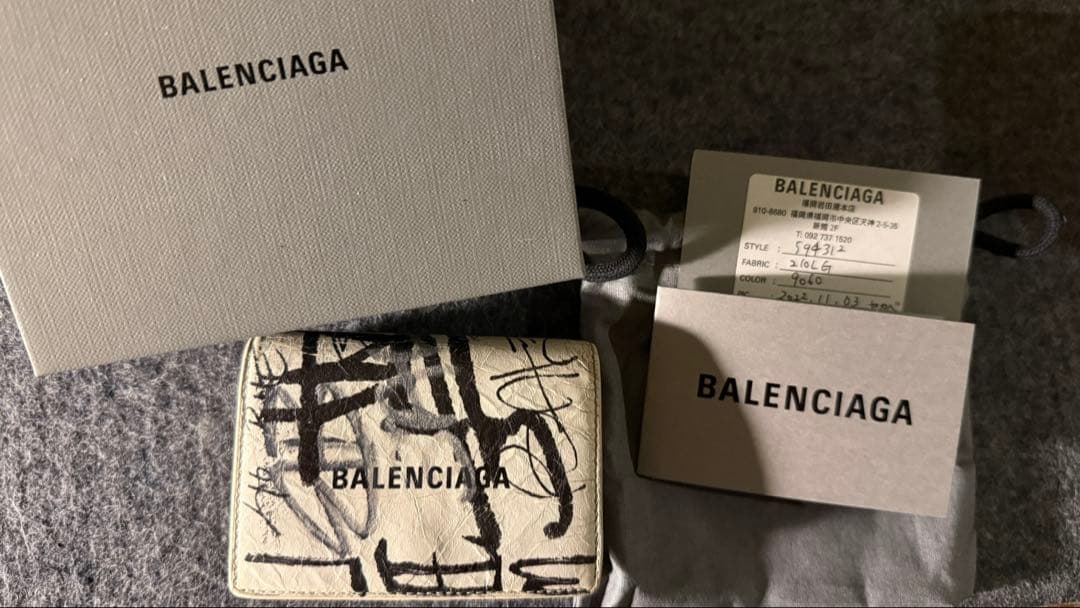 BALENCIAGA
BALENCIAGA
福岡岩田屋本店
810-8680 福岡県福岡市中央区天神 2-5-35
新館 2F
T: 092 737 1520
STYLE : 594312
FABRIC : 210LG
COLOR : 9060
2022.11.03
BALENCIAGA
BALENCIAGA